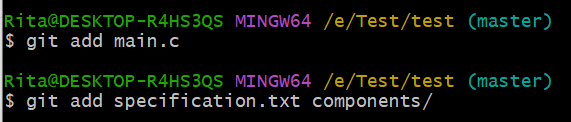 Rita@DESKTOP-R4HS3QS MINGW64 /e/Test/test (master)
$ git add main.c
Rita@DESKTOP-R4HS3QS MINGW64 /e/Test/test (master)
$ git add specification.txt components/